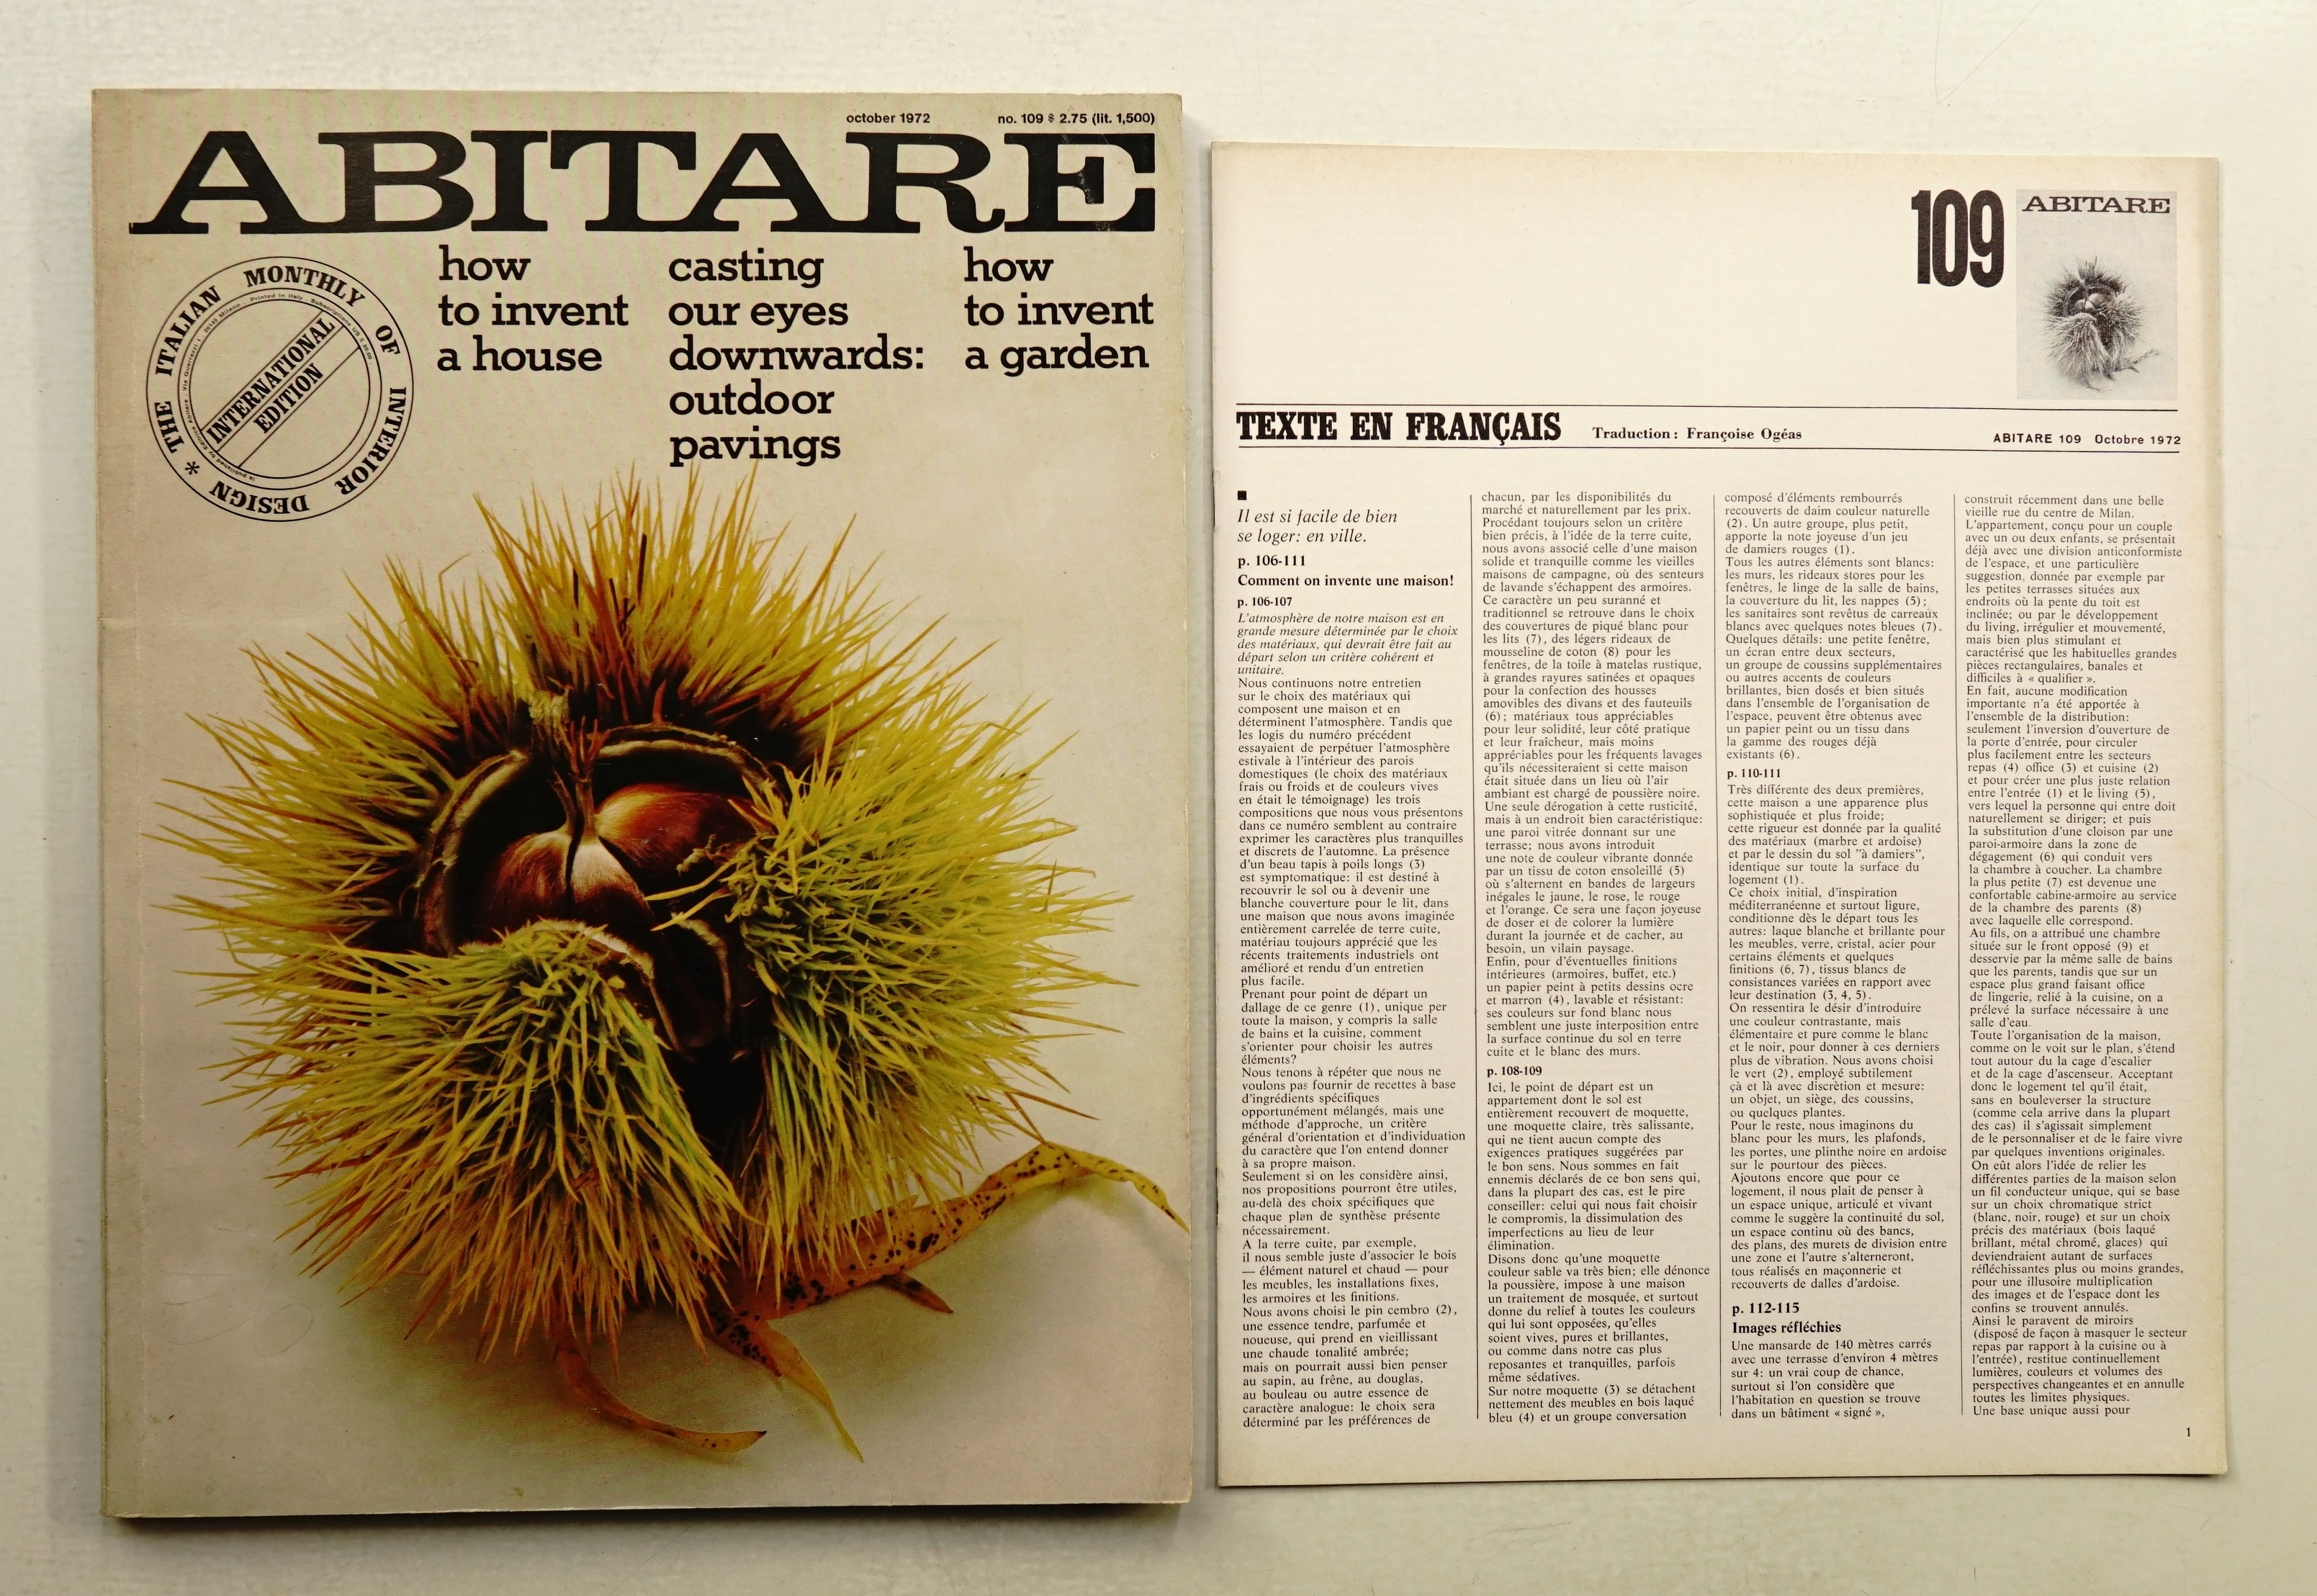 october 1972
no. 109 $ 2.75 (lit. 1,500)
ABITARE
how
to invent
a house
casting
our eyes
downwards:
outdoor
pavings
how
to invent
a garden
* THE ITALIAN MONTHLY OF INTERIOR DESIGN
INTERNATIONAL
EDITION
109
ABITARE
TEXTE EN FRANÇAIS
Traduction: Françoise Ogéas
ABITARE 109 Octobre 1972
Il est si facile de bien
se loger: en ville.
p. 106-111
Comment on invente une maison!
p. 106-107
L'atmosphère de notre maison est en
grande mesure déterminée par le choix
des matériaux, qui devrait être fait au
départ selon un critère cohérent et
unitaire.
Nous continuons notre entretien
sur le choix des matériaux qui
composent une maison et en
déterminent l'atmosphère. Tandis que
les logis du numéro précédent
essayaient de perpétuer l'atmosphère
estivale à l'intérieur des parois
domestiques (le choix des matériaux
frais ou froids et de couleurs vives
en était le témoignage) les trois
compositions que nous vous présentons
dans ce numéro semblent au contraire
exprimer les caractères plus tranquilles
et discrets de l'automne. La présence
d'un beau tapis à poils longs (3)
est symptomatique: il est destiné à
recouvrir le sol ou à devenir une
blanche couverture pour le lit, dans
une maison que nous avons imaginée
entièrement carrelée de terre cuite,
matériau toujours apprécié que les
récents traitements industriels ont
amélioré et rendu d'un entretien
plus facile.
Prenant pour point de départ un
dallage de ce genre (1), unique per
toute la maison, y compris la salle
de bains et la cuisine, comment
s'orienter pour choisir les autres
éléments?
Nous tenons à répéter que nous ne
voulons pas fournir de recettes à base
d'ingrédients spécifiques
opportunément mélangés, mais une
méthode d'approche, un critère
général d'orientation et d'individuation
du caractère que l'on entend donner
à sa propre maison.
Seulement si on les considère ainsi,
nos propositions pourront être utiles,
au-delà des choix spécifiques que
chaque plan de synthèse présente
nécessairement.
A la terre cuite, par exemple,
il nous semble juste d'associer le bois
— élément naturel et chaud — pour
les meubles, les installations fixes,
les armoires et les finitions.
Nous avons choisi le pin cembro (2),
une essence tendre, parfumée et
noueuse, qui prend en vieillissant
une chaude tonalité ambrée;
mais on pourrait aussi bien penser
au sapin, au frêne, au douglas,
au bouleau ou autre essence de
caractère analogue: le choix sera
déterminé par les préférences de
chacun, par les disponibilités du
marché et naturellement par les prix.
Procédant toujours selon un critère
bien précis, à l'idée de la terre cuite,
nous avons associé celle d'une maison
solide et tranquille comme les vieilles
maisons de campagne, où des senteurs
de lavande s'échappent des armoires.
Ce caractère un peu suranné et
traditionnel se retrouve dans le choix
des couvertures de piqué blanc pour
les lits (7), des légers rideaux de
mousseline de coton (8) pour les
fenêtres, de la toile à matelas rustique,
à grandes rayures satinées et opaques
pour la confection des housses
amovibles des divans et des fauteuils
(6); matériaux tous appréciables
pour leur solidité, leur côté pratique
et leur fraîcheur, mais moins
appréciables pour les fréquents lavages
qu'ils nécessiteraient si cette maison
était située dans un lieu où l'air
ambiant est chargé de poussière noire.
Une seule dérogation à cette rusticité,
mais à un endroit bien caractéristique:
une paroi vitrée donnant sur une
terrasse; nous avons introduit
une note de couleur vibrante donnée
par un tissu de coton ensoleillé (5)
où s'alternent en bandes de largeurs
inégales le jaune, le rose, le rouge
et l'orange. Ce sera une façon joyeuse
de doser et de colorer la lumière
durant la journée et de cacher, au
besoin, un vilain paysage.
Enfin, pour d'éventuelles finitions
intérieures (armoires, buffet, etc.)
un papier peint à petits dessins ocre
et marron (4), lavable et résistant:
ses couleurs sur fond blanc nous
semblent une juste interposition entre
la surface continue du sol en terre
cuite et le blanc des murs.
p. 108-109
Ici, le point de départ est un
appartement dont le sol est
entièrement recouvert de moquette,
une moquette claire, très salissante,
qui ne tient aucun compte des
exigences pratiques suggérées par
le bon sens. Nous sommes en fait
ennemis déclarés de ce bon sens qui,
dans la plupart des cas, est le pire
conseiller: celui qui nous fait choisir
le compromis, la dissimulation des
imperfections au lieu de leur
élimination.
Disons donc qu'une moquette
couleur sable va très bien; elle dénonce
la poussière, impose à une maison
un traitement de mosquée, et surtout
donne du relief à toutes les couleurs
qui lui sont opposées, qu'elles
soient vives, pures et brillantes,
ou comme dans notre cas plus
reposantes et tranquilles, parfois
même sédatives.
Sur notre moquette (3) se détachent
nettement des meubles en bois laqué
bleu (4) et un groupe conversation
composé d'éléments rembourrés
recouverts de daim couleur naturelle
(2). Un autre groupe, plus petit,
apporte la note joyeuse d'un jeu
de damiers rouges (1).
Tous les autres éléments sont blancs:
les murs, les rideaux stores pour les
fenêtres, le linge de la salle de bains,
la couverture du lit, les nappes (5);
les sanitaires sont revêtus de carreaux
blancs avec quelques notes bleues (7).
Quelques détails: une petite fenêtre,
un écran entre deux secteurs,
un groupe de coussins supplémentaires
ou autres accents de couleurs
brillantes, bien dosés et bien situés
dans l'ensemble de l'organisation de
l'espace, peuvent être obtenus avec
un papier peint ou un tissu dans
la gamme des rouges déjà
existants (6).
p. 110-111
Très différente des deux premières,
cette maison a une apparence plus
sophistiquée et plus froide;
cette rigueur est donnée par la qualité
des matériaux (marbre et ardoise)
et par le dessin du sol "à damiers",
identique sur toute la surface du
logement (1).
Ce choix initial, d'inspiration
méditerranéenne et surtout ligure,
conditionne dès le départ tous les
autres: laque blanche et brillante pour
les meubles, verre, cristal, acier pour
certains éléments et quelques
finitions (6, 7), tissus blancs de
consistances variées en rapport avec
leur destination (3, 4, 5).
On ressentira le désir d'introduire
une couleur contrastante, mais
élémentaire et pure comme le blanc
et le noir, pour donner à ces derniers
plus de vibration. Nous avons choisi
le vert (2), employé subtilement
çà et là avec discrètion et mesure:
un objet, un siège, des coussins,
ou quelques plantes.
Pour le reste, nous imaginons du
blanc pour les murs, les plafonds,
les portes, une plinthe noire en ardoise
sur le pourtour des pièces.
Ajoutons encore que pour ce
logement, il nous plait de penser à
un espace unique, articulé et vivant
comme le suggère la continuité du sol,
un espace continu où des bancs,
des plans, des murets de division entre
une zone et l'autre s'alterneront,
tous réalisés en maçonnerie et
recouverts de dalles d'ardoise.
p. 112-115
Images réfléchies
Une mansarde de 140 mètres carrés
avec une terrasse d'environ 4 mètres
sur 4: un vrai coup de chance,
surtout si l'on considère que
l'habitation en question se trouve
dans un bâtiment « signé »,
construit récemment dans une belle
vieille rue du centre de Milan.
L'appartement, conçu pour un couple
avec un ou deux enfants, se présentait
déjà avec une division anticonformiste
de l'espace, et une particulière
suggestion, donnée par exemple par
les petites terrasses situées aux
endroits où la pente du toit est
inclinée; ou par le développement
du living, irrégulier et mouvementé,
mais bien plus stimulant et
caractérisé que les habituelles grandes
pièces rectangulaires, banales et
difficiles à « qualifier ».
En fait, aucune modification
importante n'a été apportée à
l'ensemble de la distribution:
seulement l'inversion d'ouverture de
la porte d'entrée, pour circuler
plus facilement entre les secteurs
repas (4) office (3) et cuisine (2)
et pour créer une plus juste relation
entre l'entrée (1) et le living (5),
vers lequel la personne qui entre doit
naturellement se diriger; et puis
la substitution d'une cloison par une
paroi-armoire dans la zone de
dégagement (6) qui conduit vers
la chambre à coucher. La chambre
la plus petite (7) est devenue une
confortable cabine-armoire au service
de la chambre des parents (8)
avec laquelle elle correspond.
Au fils, on a attribué une chambre
située sur le front opposé (9) et
desservie par la même salle de bains
que les parents, tandis que sur un
espace plus grand faisant office
de lingerie, relié à la cuisine, on a
prélevé la surface nécessaire à une
salle d'eau.
Toute l'organisation de la maison,
comme on le voit sur le plan, s'étend
tout autour du la cage d'escalier
et de la cage d'ascenseur. Acceptant
donc le logement tel qu'il était,
sans en bouleverser la structure
(comme cela arrive dans la plupart
des cas) il s'agissait simplement
de le personnaliser et de le faire vivre
par quelques inventions originales.
On eût alors l'idée de relier les
différentes parties de la maison selon
un fil conducteur unique, qui se base
sur un choix chromatique strict
(blanc, noir, rouge) et sur un choix
précis des matériaux (bois laqué
brillant, métal chromé, glaces) qui
deviendraient autant de surfaces
réfléchissantes plus ou moins grandes,
pour une illusoire multiplication
des images et de l'espace dont les
confins se trouvent annulés.
Ainsi le paravent de miroirs
(disposé de façon à masquer le secteur
repas par rapport à la cuisine ou à
l'entrée), restitue continuellement
lumières, couleurs et volumes des
perspectives changeantes et en annulle
toutes les limites physiques.
Une base unique aussi pour
1